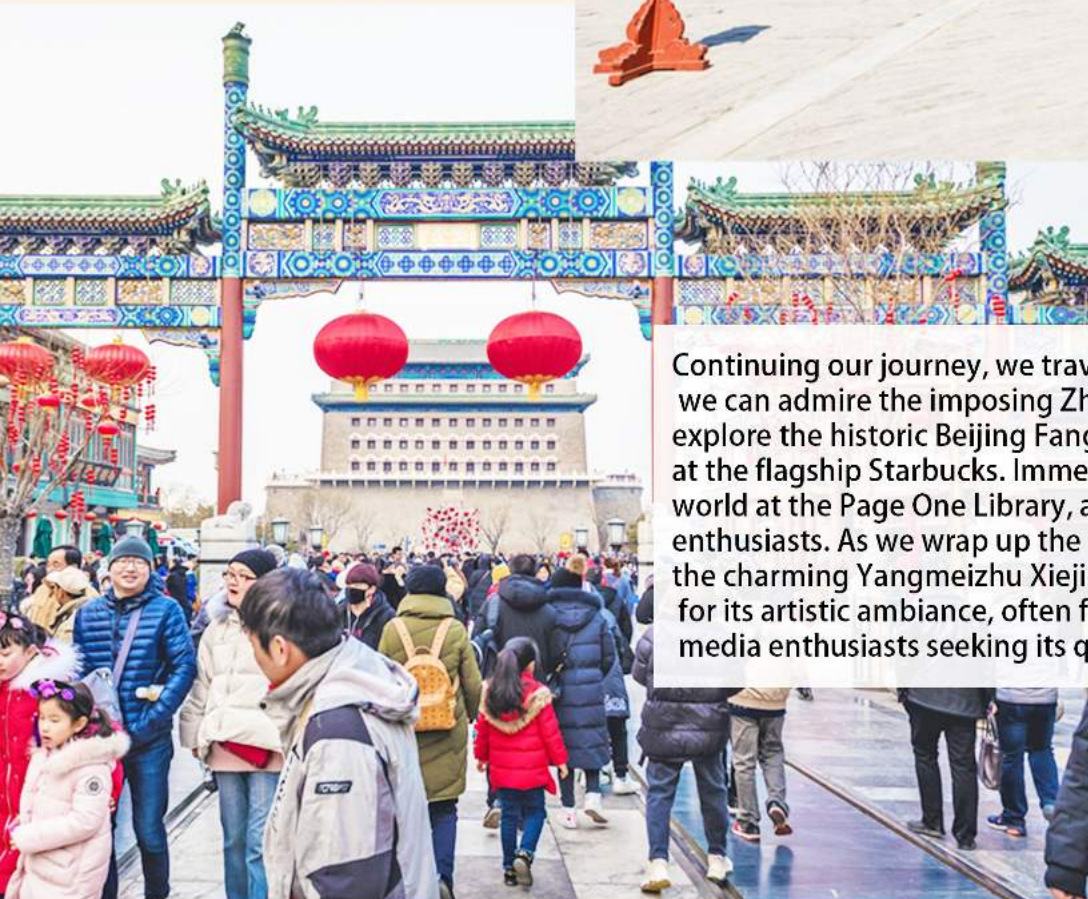 Continuing our journey, we trav
we can admire the imposing Zh
explore the historic Beijing Fang
at the flagship Starbucks. Imme
world at the Page One Library, a
enthusiasts. As we wrap up the
the charming Yangmeizhu Xieji
for its artistic ambiance, often f
media enthusiasts seeking its q